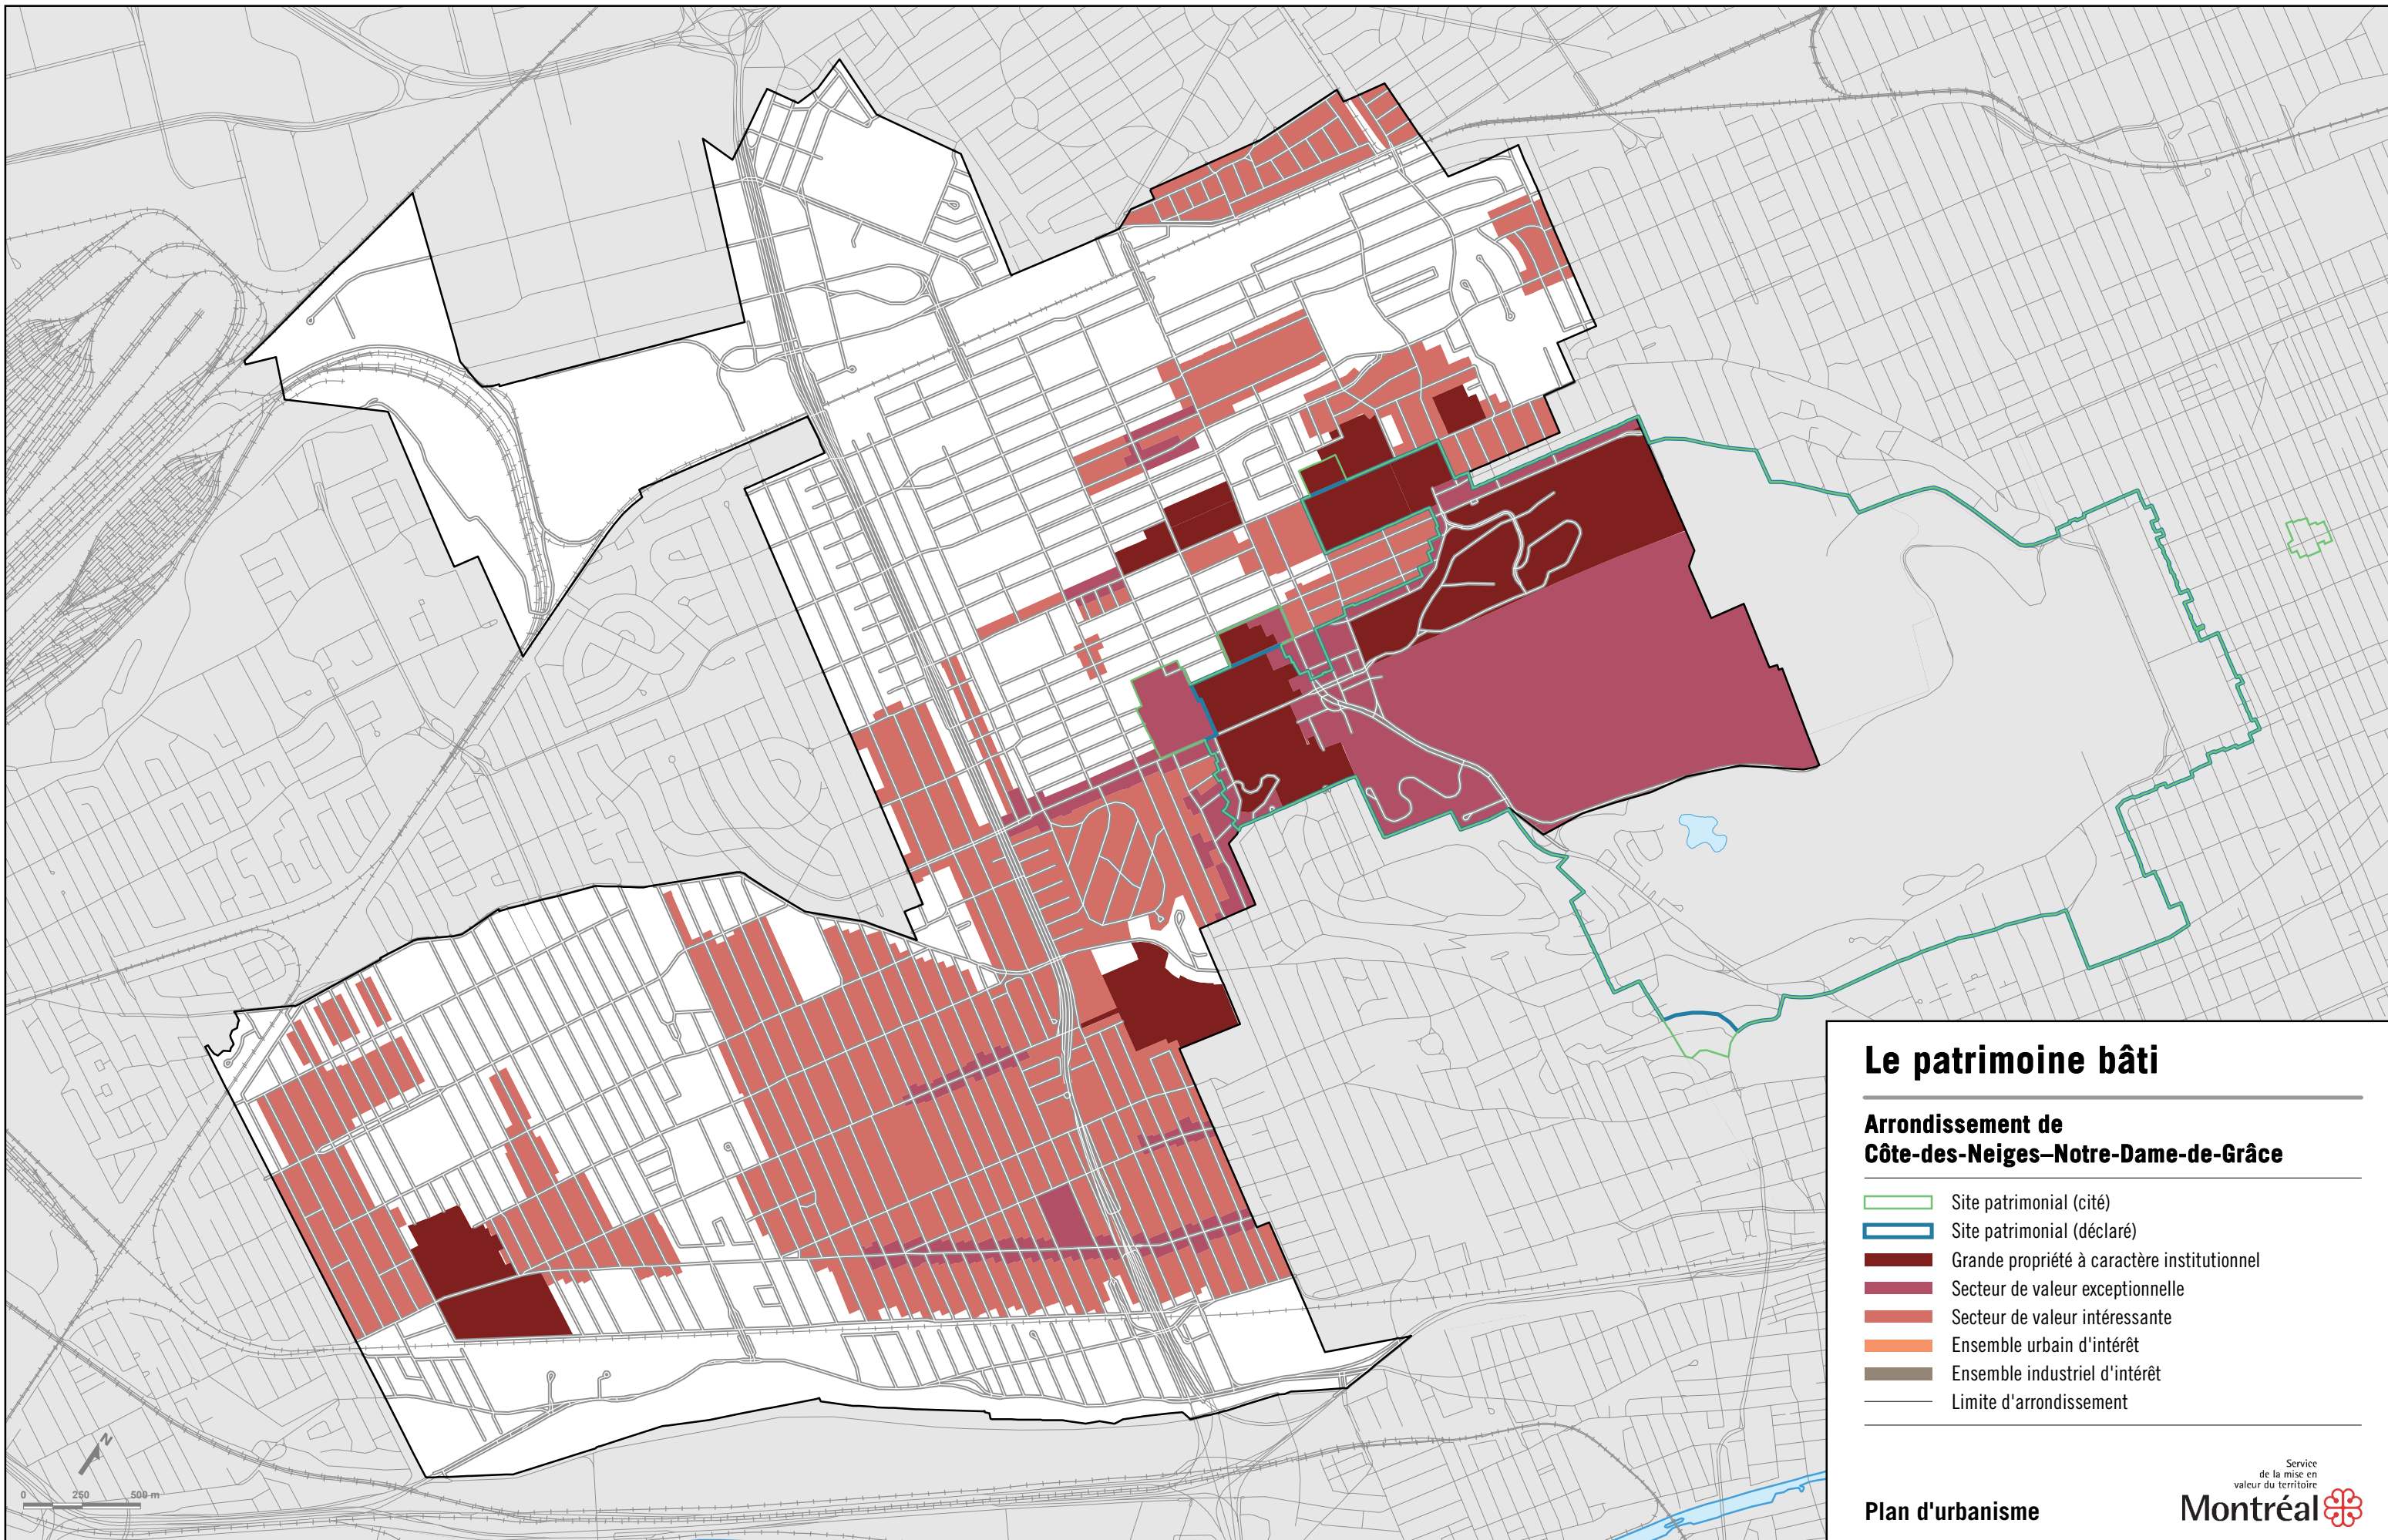 Le patrimoine bâti
Arrondissement de
Côte-des-Neiges–Notre-Dame-de-Grâce
Site patrimonial (cité)
Site patrimonial (déclaré)
Grande propriété à caractère institutionnel
Secteur de valeur exceptionnelle
Secteur de valeur intéressante
Ensemble urbain d'intérêt
Ensemble industriel d'intérêt
Limite d'arrondissement
N
0 250 500 m
Plan d'urbanisme
Service
de la mise en
valeur du territoire
Montréal